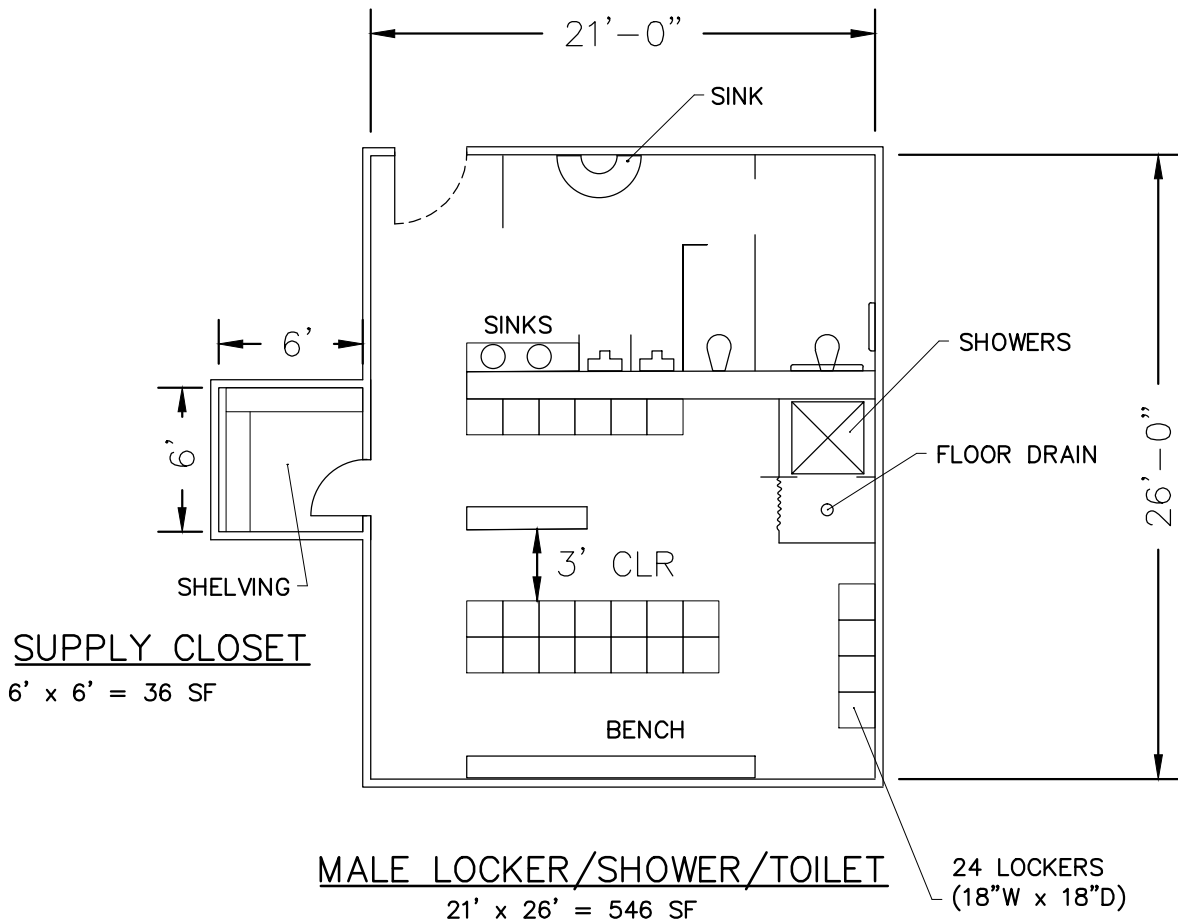 21'-0"
SINK
SINKS
6'
SHOWERS
6'
FLOOR DRAIN
26'-0"
3' CLR
SHELVING
SUPPLY CLOSET
6' x 6' = 36 SF
BENCH
MALE LOCKER/SHOWER/TOILET
21' x 26' = 546 SF
24 LOCKERS
(18"W x 18"D)